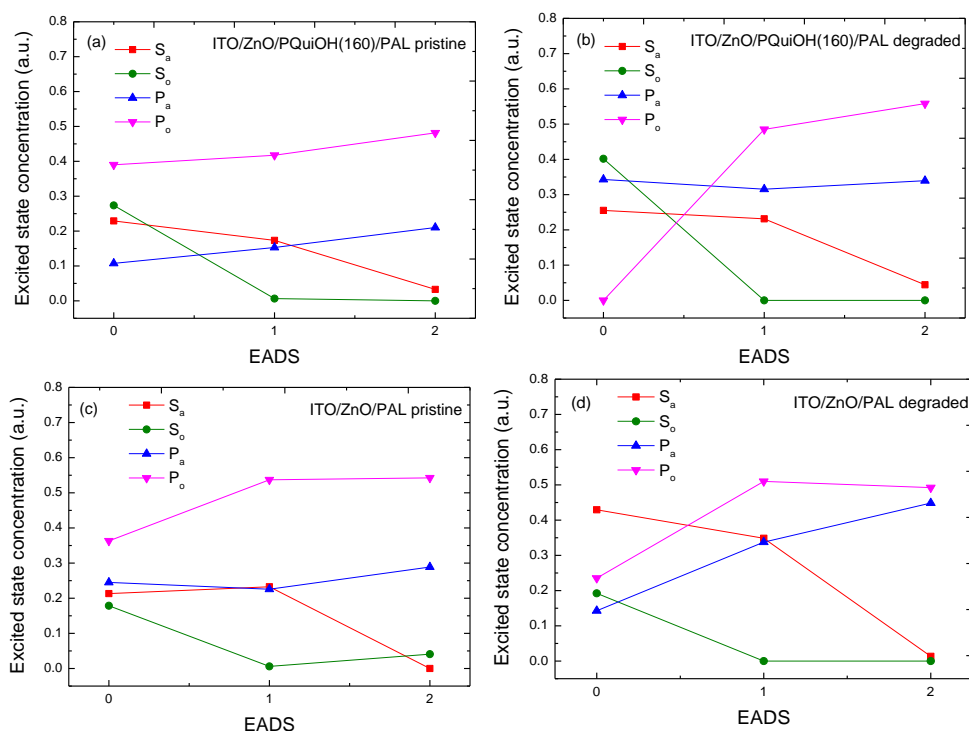 (a)
ITO/ZnO/PQuiOH(160)/PAL pristine
Sa
So
Pa
Po
0.8
0.7
0.6
0.5
0.4
0.3
0.2
0.1
0.0
Excited state concentration (a.u.)
0 1 2
EADS
(b)
ITO/ZnO/PQuiOH(160)/PAL degraded
Sa
So
Pa
Po
0.8
0.7
0.6
0.5
0.4
0.3
0.2
0.1
0.0
Excited state concentration (a.u.)
0 1 2
EADS
(c)
ITO/ZnO/PAL pristine
Sa
So
Pa
Po
0.8
0.7
0.6
0.5
0.4
0.3
0.2
0.1
0.0
Excited state concentration (a.u.)
0 1 2
EADS
(d)
ITO/ZnO/PAL degraded
Sa
So
Pa
Po
0.8
0.7
0.6
0.5
0.4
0.3
0.2
0.1
0.0
Excited state concentration (a.u.)
0 1 2
EADS